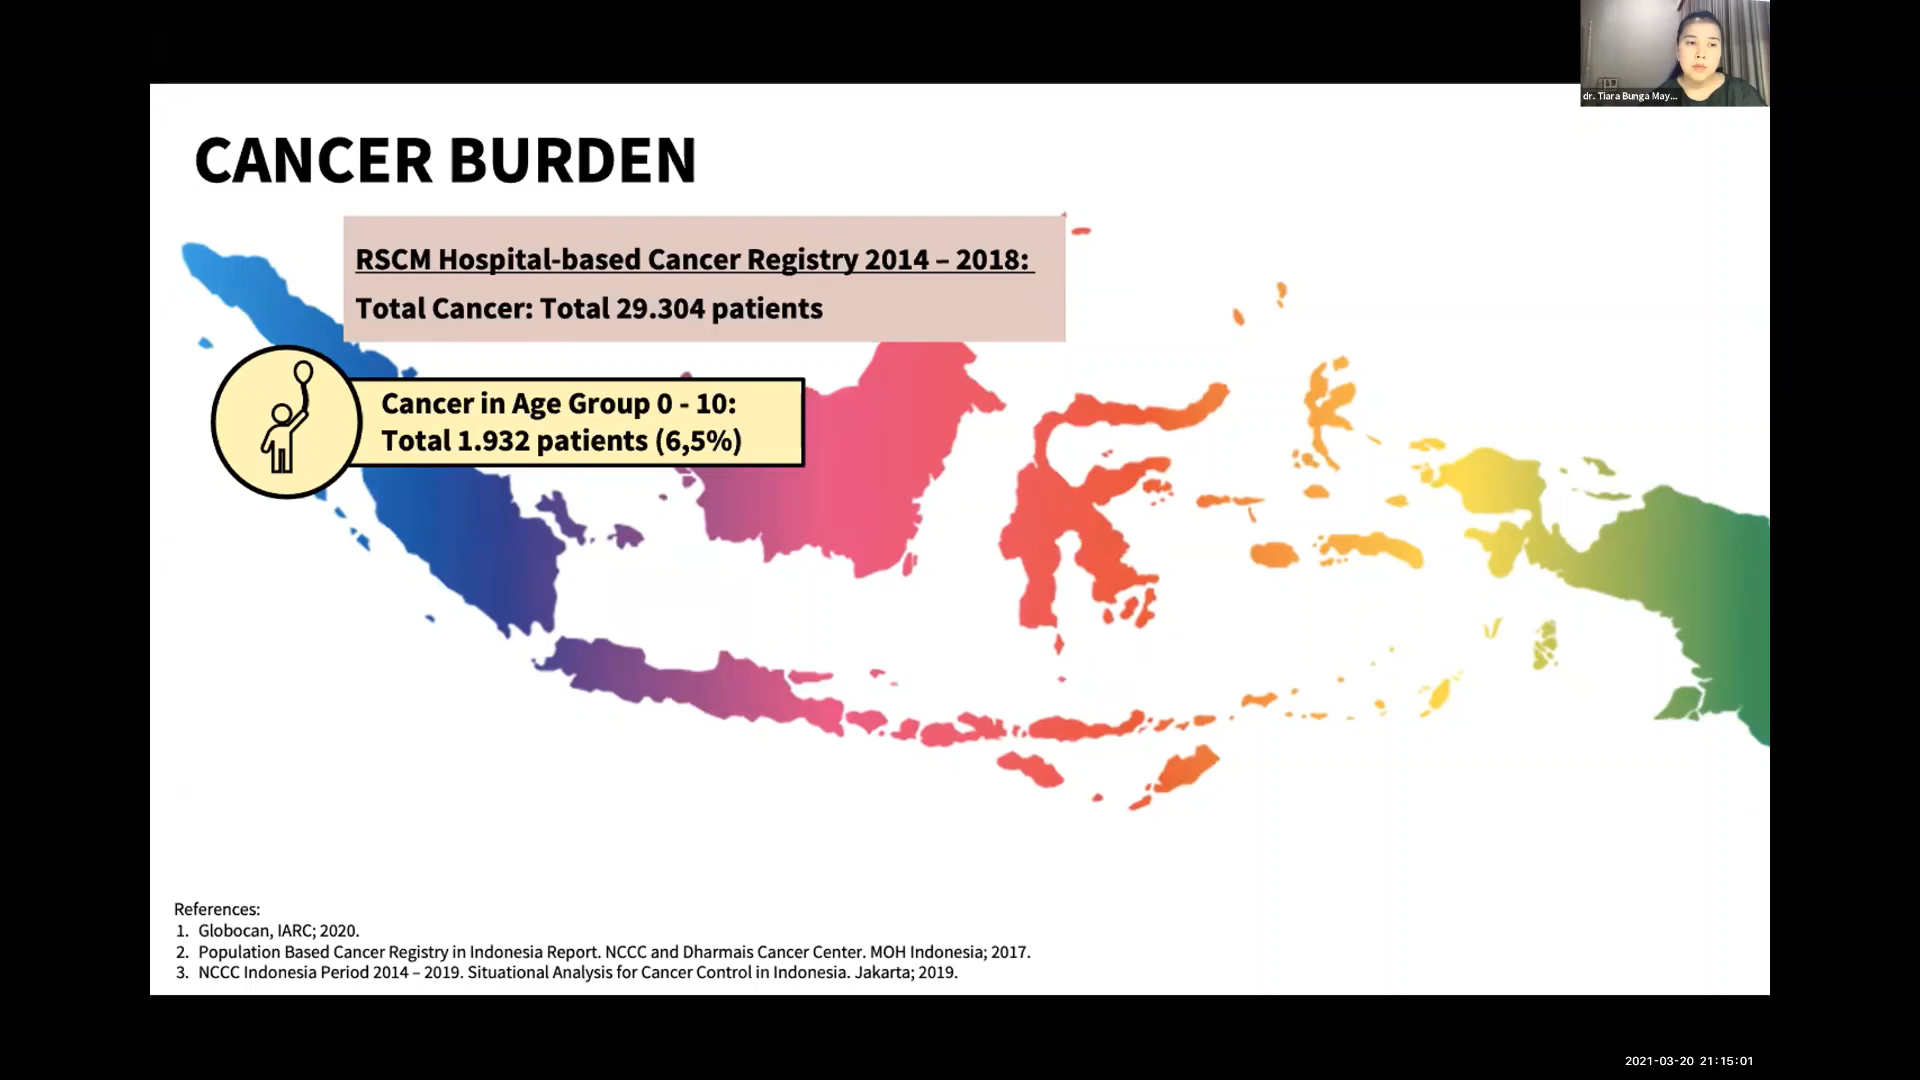 dr. Tiara Bunga May...
CANCER BURDEN
RSCM Hospital-based Cancer Registry 2014 – 2018:
Total Cancer: Total 29.304 patients
Cancer in Age Group 0 - 10:
Total 1.932 patients (6,5%)
References:
1. Globocan, IARC; 2020.
2. Population Based Cancer Registry in Indonesia Report. NCCC and Dharmais Cancer Center. MOH Indonesia; 2017.
3. NCCC Indonesia Period 2014 – 2019. Situational Analysis for Cancer Control in Indonesia. Jakarta; 2019.
2021-03-20 21:15:01